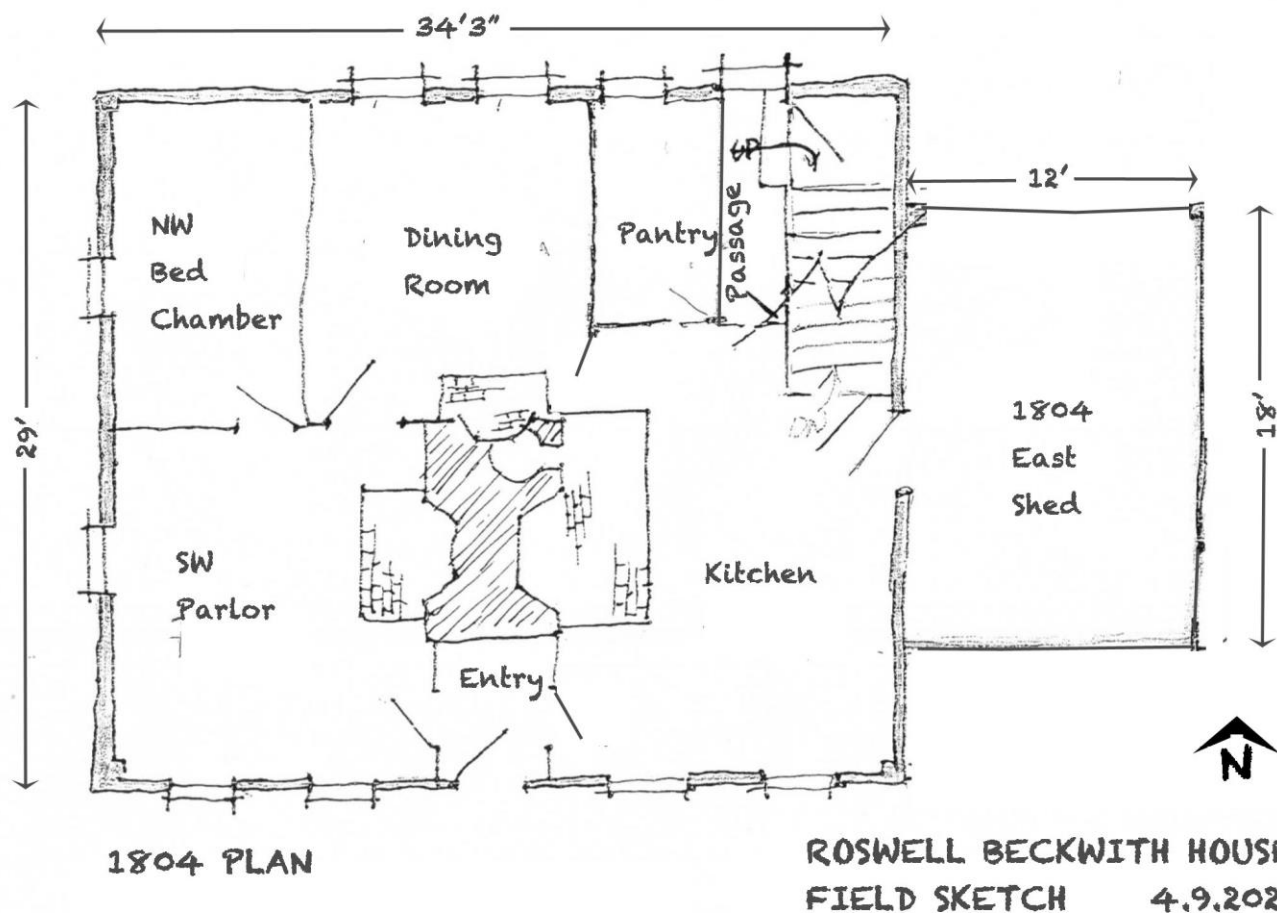 34'3"
12'
NW
Bed
Chamber
Dining
Room
Pantry
Passage
UP
29'
18'
1804
East
Shed
DN
SW
Parlor
Kitchen
Entry
N
1804 PLAN
ROSWELL BECKWITH HOUSE
FIELD SKETCH 4.9.202